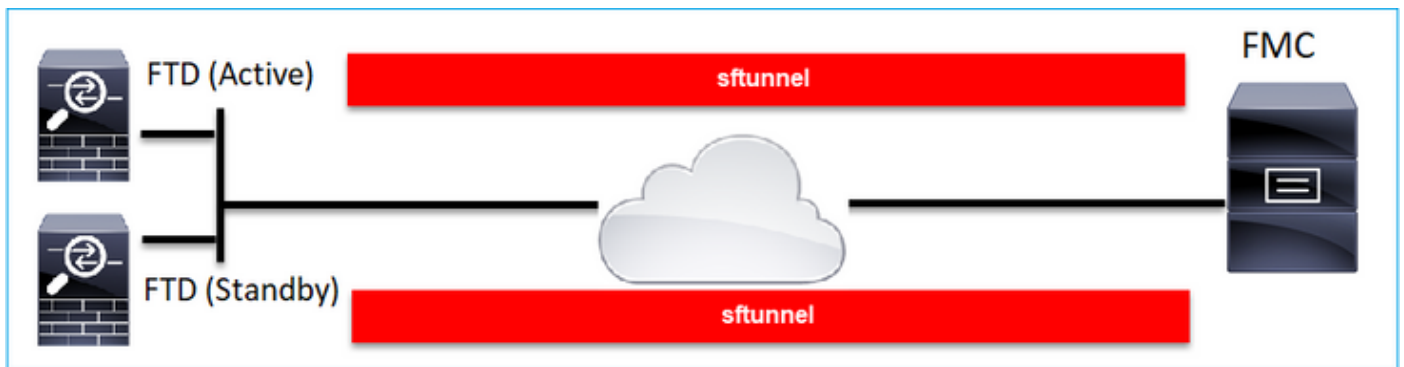 FTD (Active)
sftunnel
FMC
FTD (Standby)
sftunnel